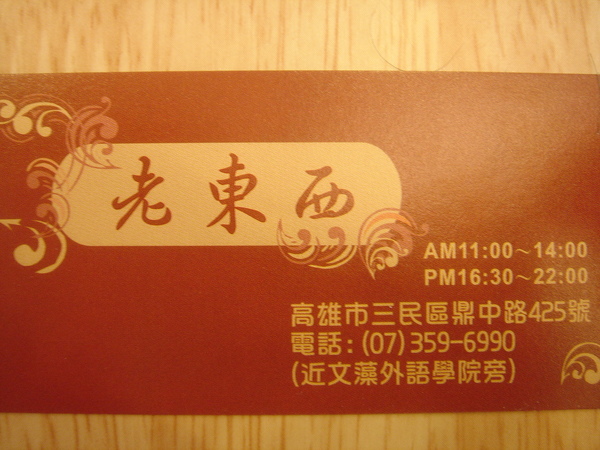 老東西
AM11:00～14:00
PM16:30～22:00
高雄市三民區鼎中路425號
電話:(07)359-6990
(近文藻外語學院旁)